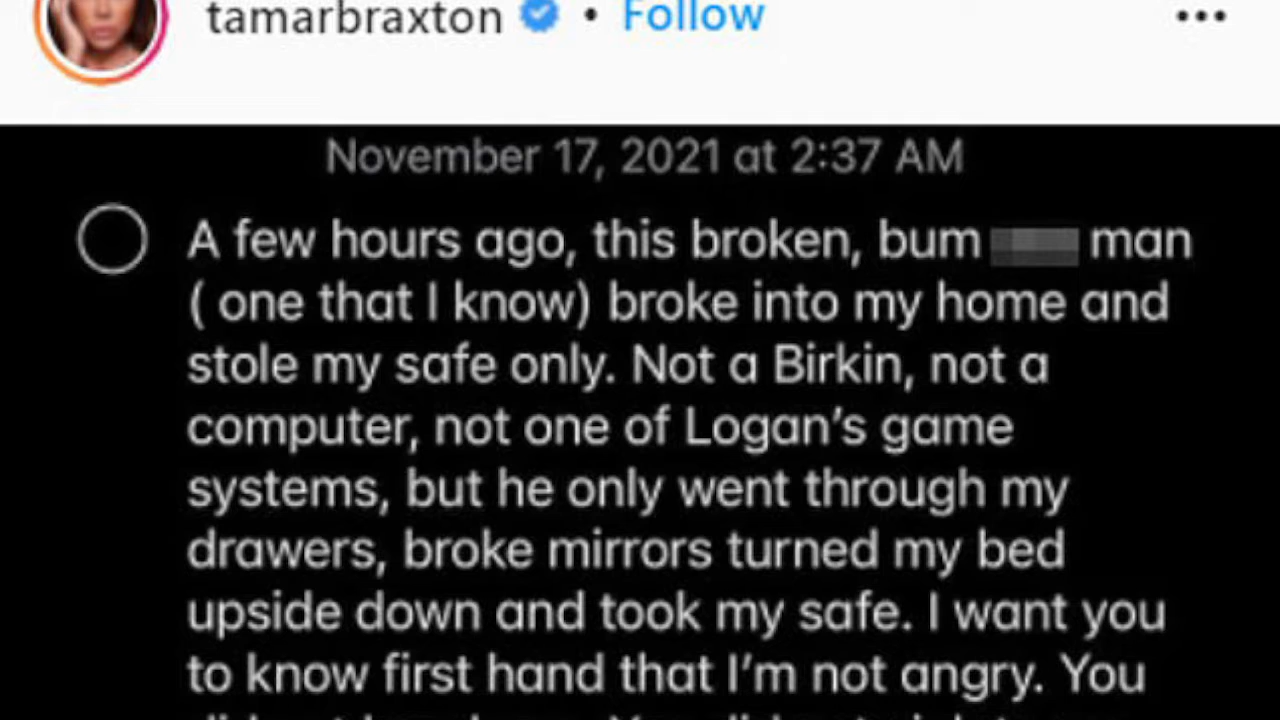 tamarbraxton • Follow
November 17, 2021 at 2:37 AM
A few hours ago, this broken, bum man
( one that I know) broke into my home and
stole my safe only. Not a Birkin, not a
computer, not one of Logan’s game
systems, but he only went through my
drawers, broke mirrors turned my bed
upside down and took my safe. I want you
to know first hand that I’m not angry. You